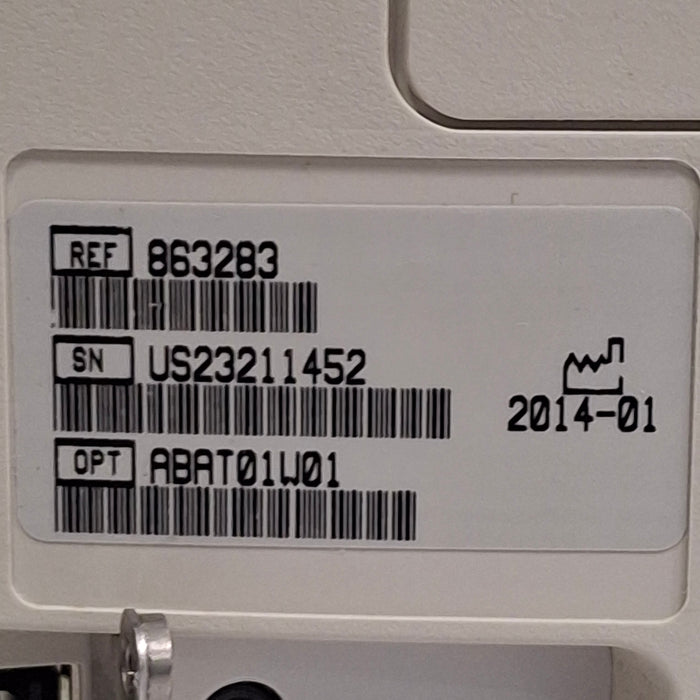 REF 863283
SN US23211452
2014-01
OPT ABAT01W01